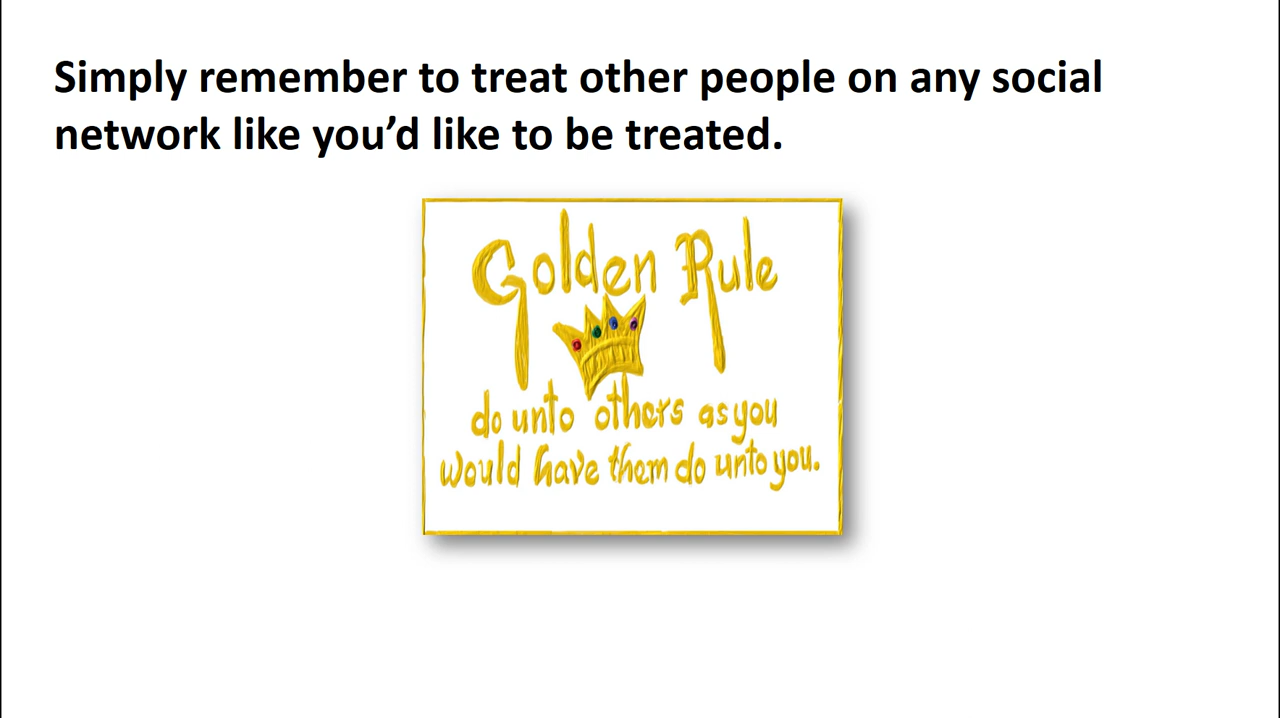 Simply remember to treat other people on any social
network like you’d like to be treated.
Golden Rule
do unto others as you
would have them do unto you.